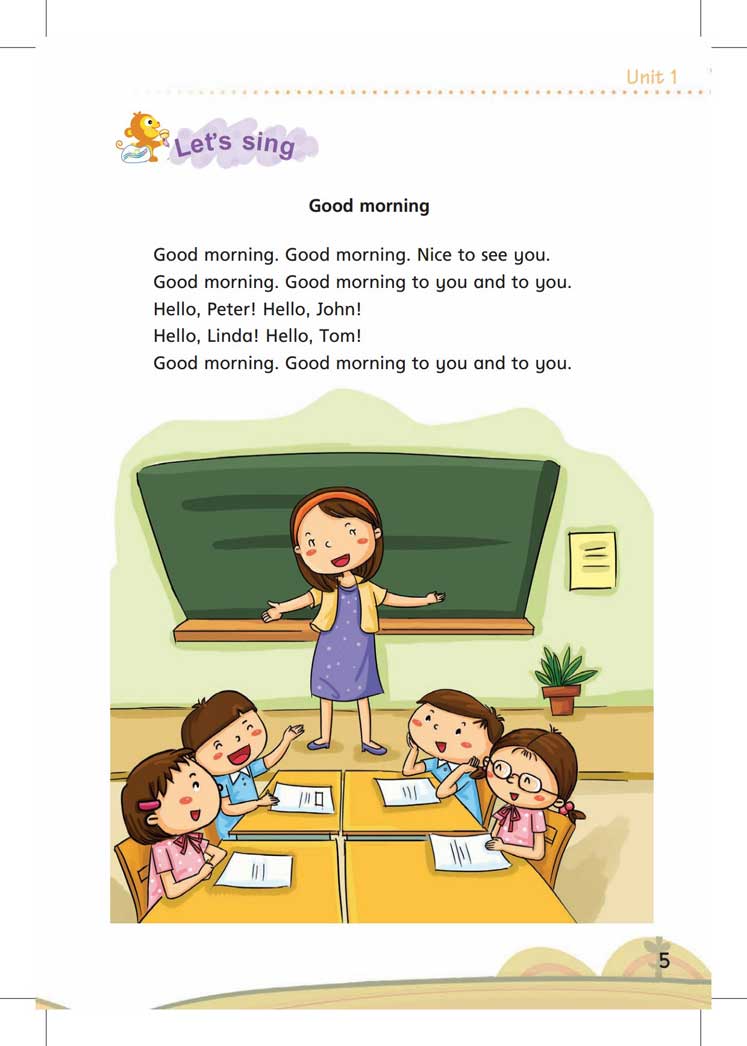 Unit 1
Let's sing
Good morning
Good morning. Good morning. Nice to see you.
Good morning. Good morning to you and to you.
Hello, Peter! Hello, John!
Hello, Linda! Hello, Tom!
Good morning. Good morning to you and to you.
5